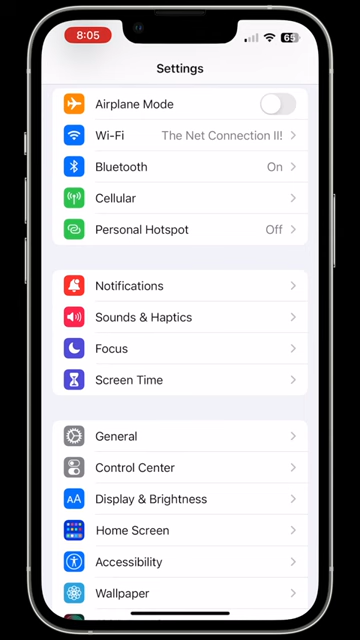 8:05
65
Settings
Airplane Mode
Wi-Fi The Net Connection II!
Bluetooth On
Cellular
Personal Hotspot Off
Notifications
Sounds & Haptics
Focus
Screen Time
General
Control Center
AA Display & Brightness
Home Screen
Accessibility
Wallpaper